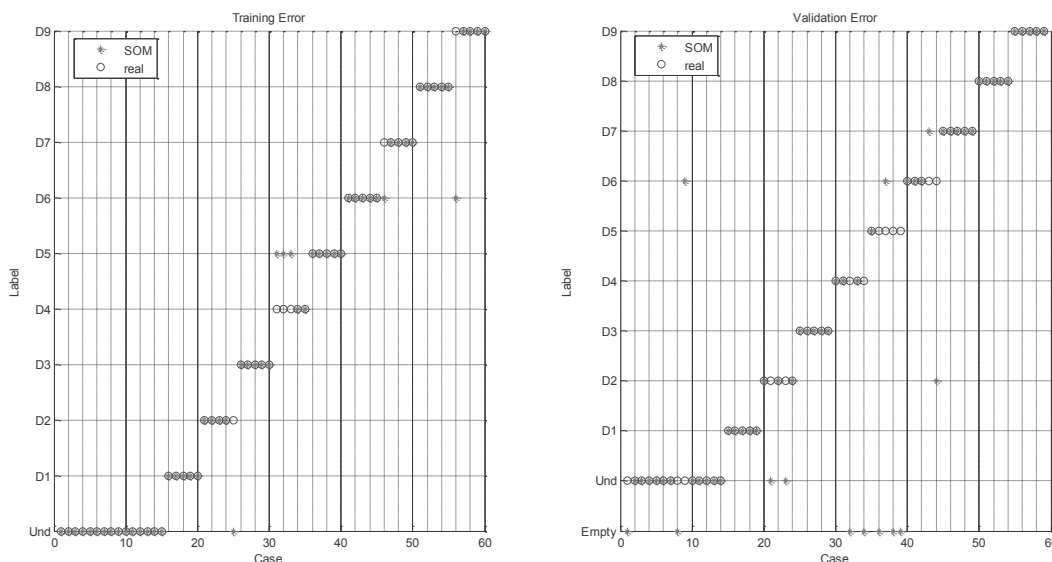 Training Error
D9
D8
D7
D6
D5
D4
D3
D2
D1
Und
Label
SOM
real
0 10 20 30 40 50 60
Case
Validation Error
D9
D8
D7
D6
D5
D4
D3
D2
D1
Und
Empty
Label
SOM
real
0 10 20 30 40 50 60
Case